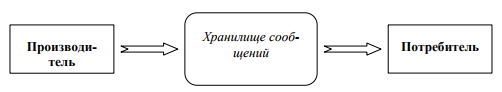 Производи-
тель
Хранилище сооб-
щений
Потребитель